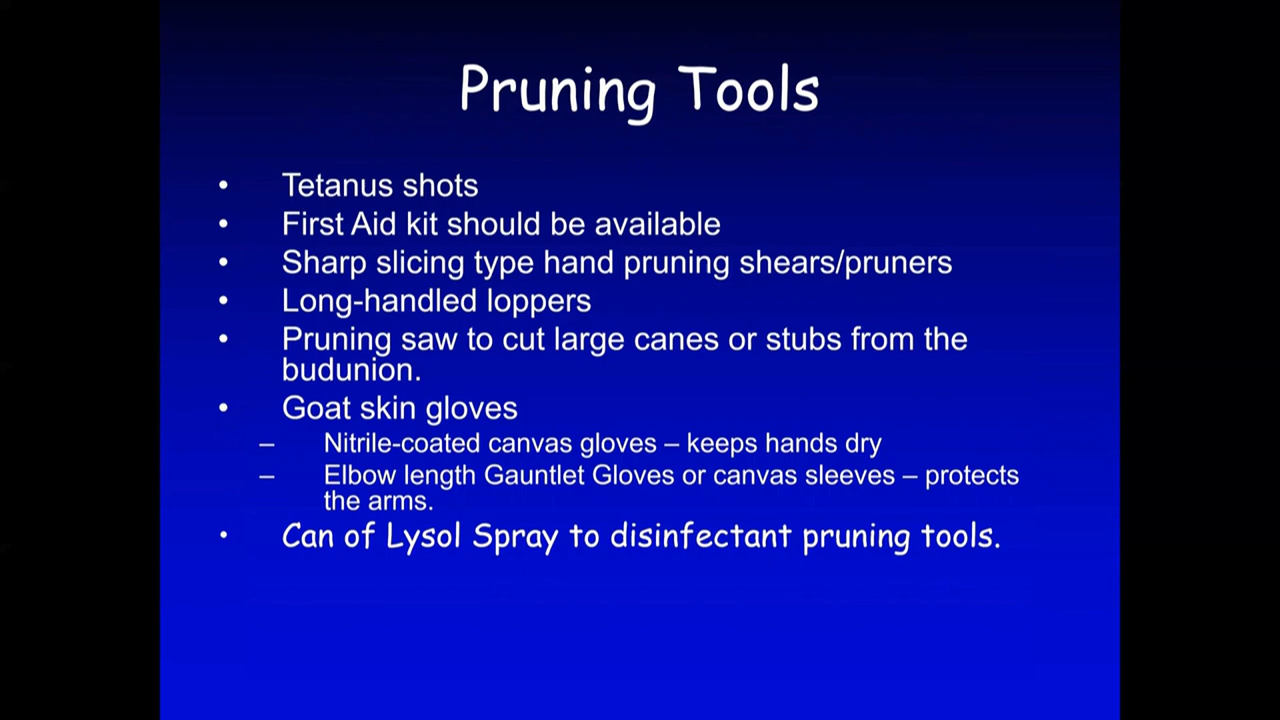 Pruning Tools
• Tetanus shots
• First Aid kit should be available
• Sharp slicing type hand pruning shears/pruners
• Long-handled loppers
• Pruning saw to cut large canes or stubs from the
budunion.
• Goat skin gloves
– Nitrile-coated canvas gloves – keeps hands dry
– Elbow length Gauntlet Gloves or canvas sleeves – protects
the arms.
• Can of Lysol Spray to disinfectant pruning tools.